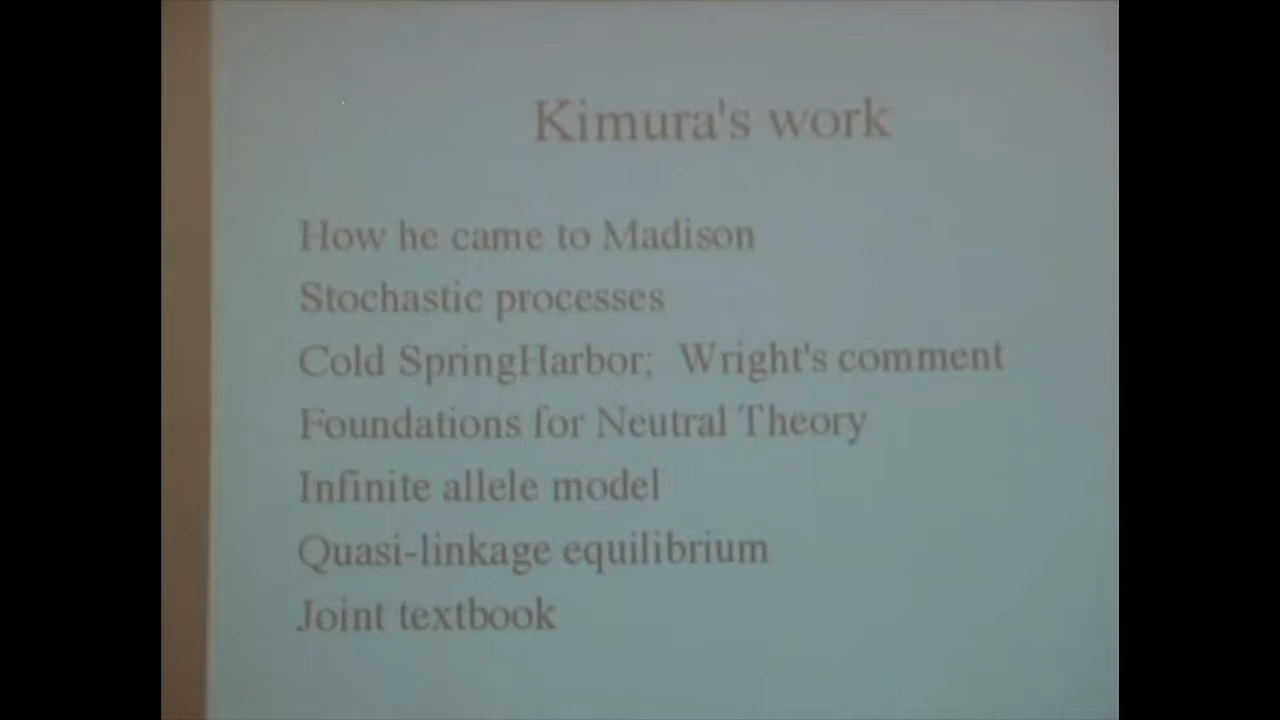 Kimura's work
How he came to Madison
Stochastic processes
Cold SpringHarbor;  Wright's comment
Foundations for Neutral Theory
Infinite allele model
Quasi-linkage equilibrium
Joint textbook